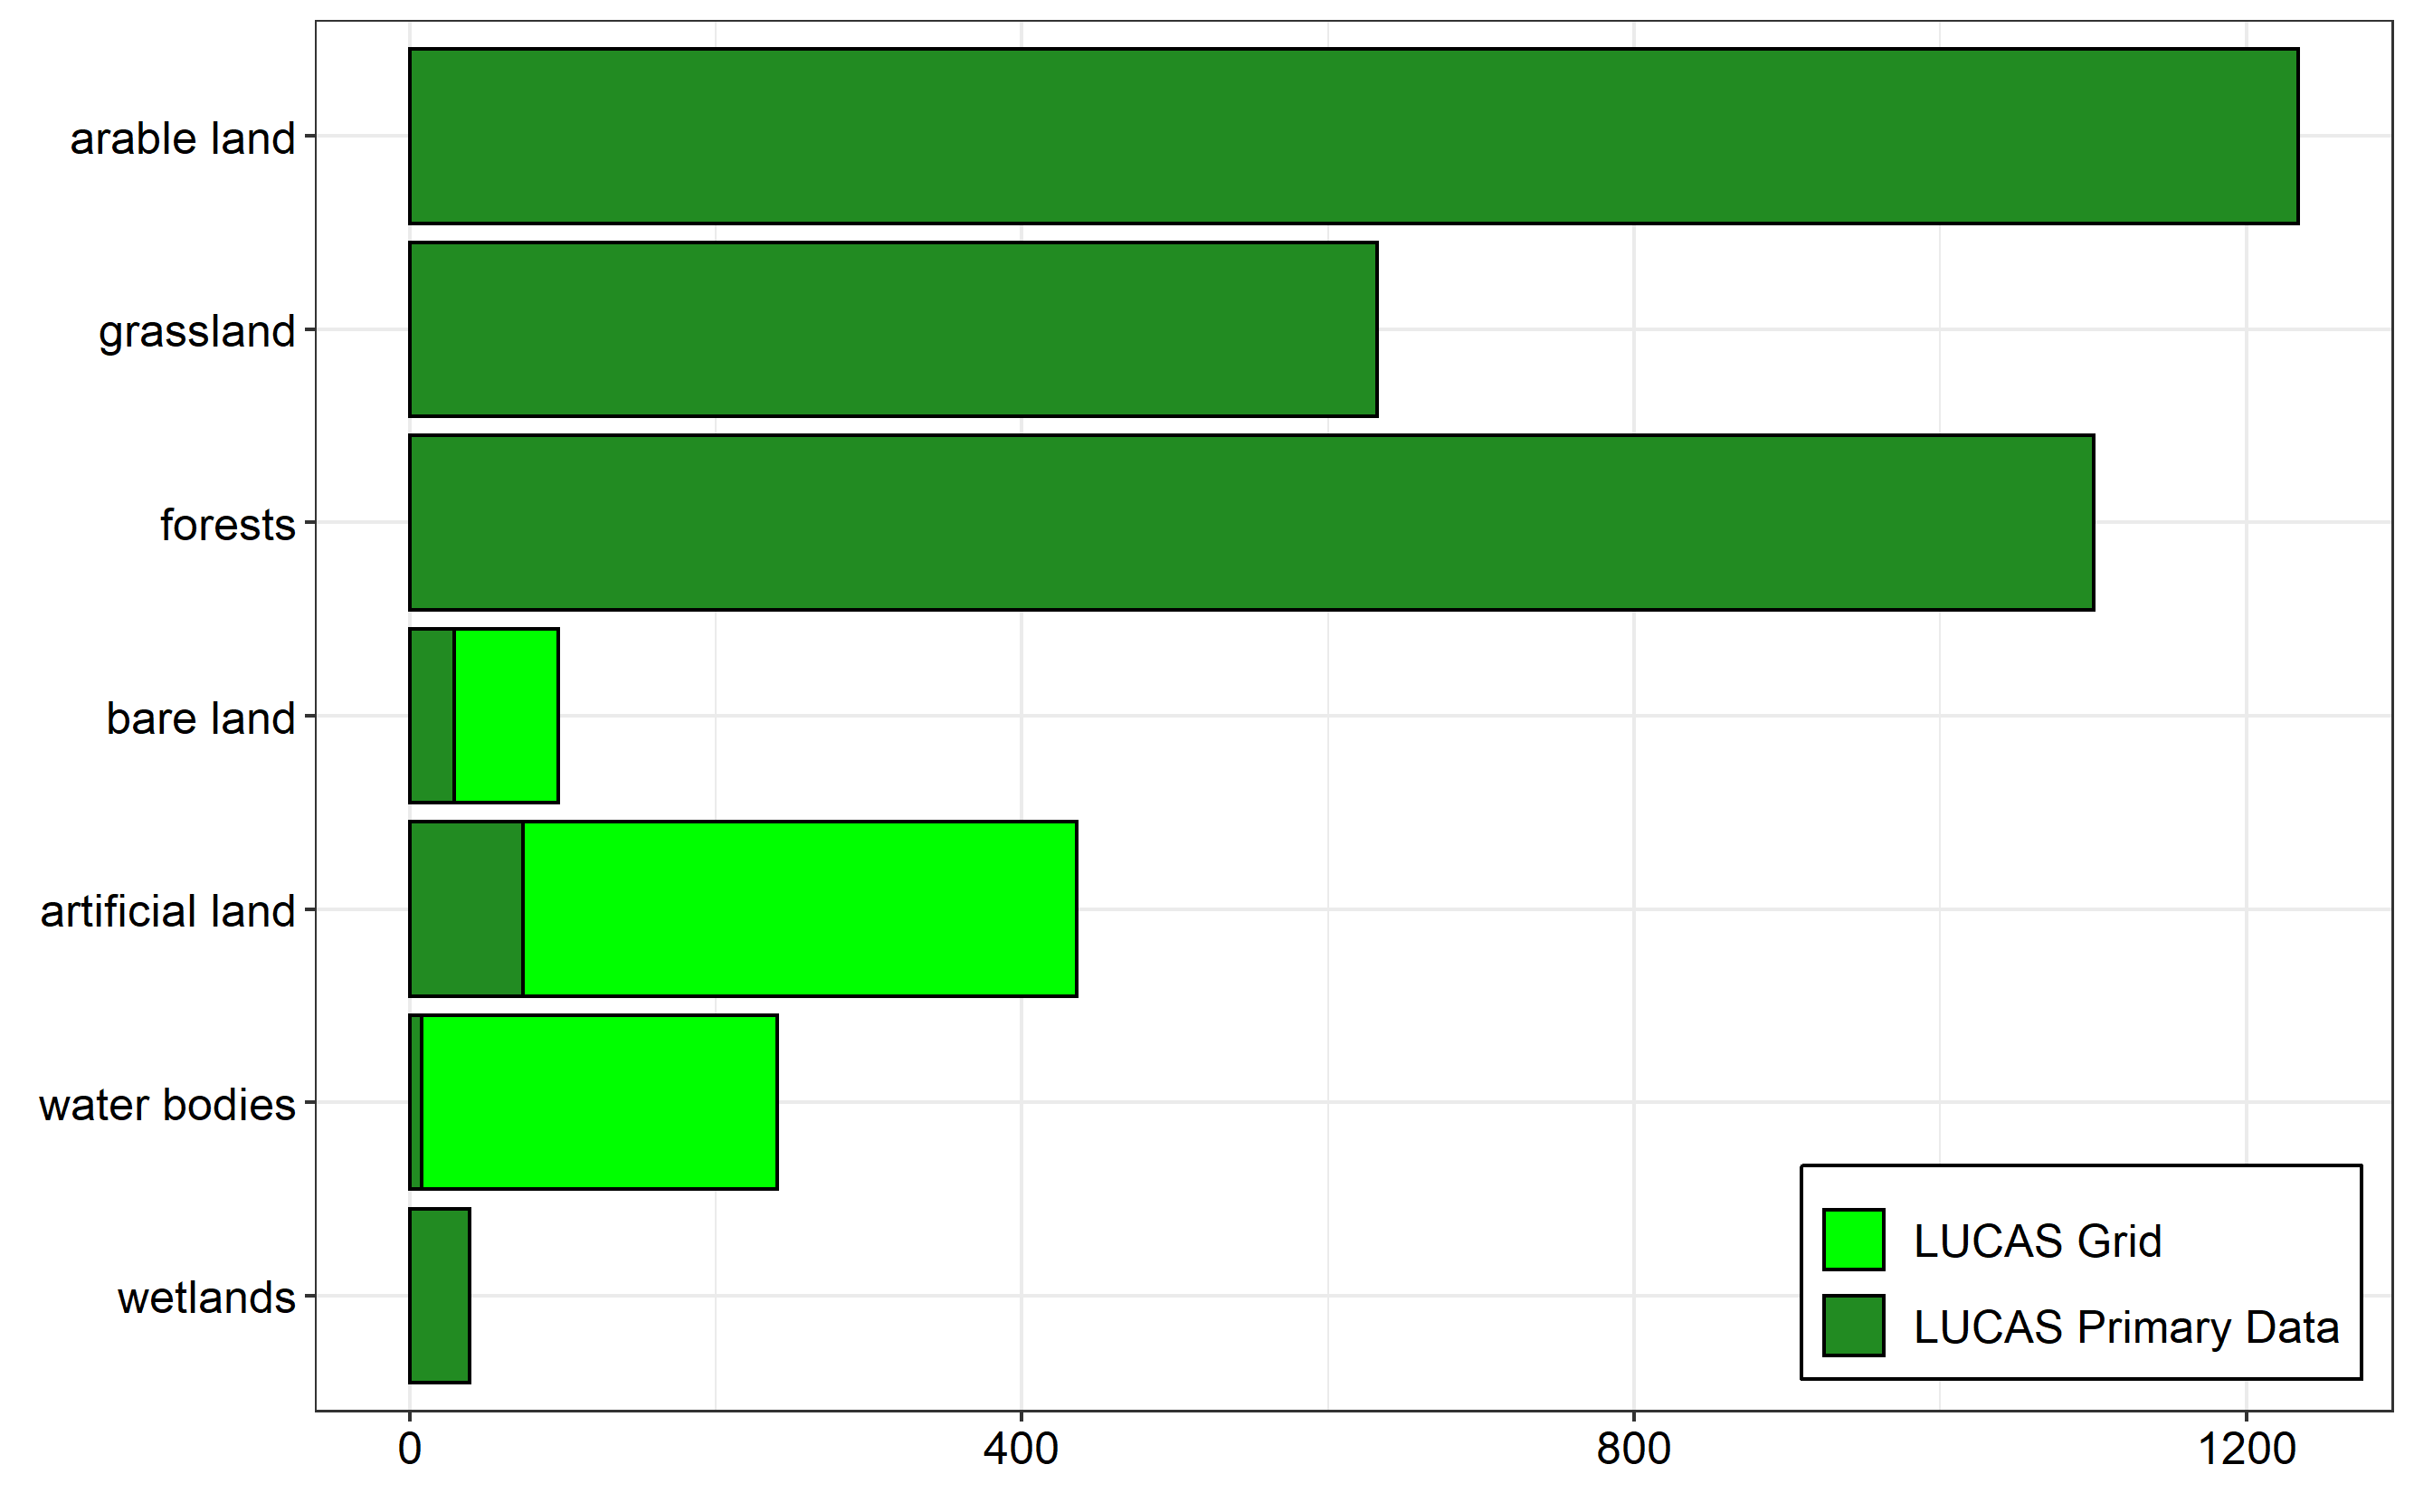 arable land
grassland
forests
bare land
artificial land
water bodies
wetlands
LUCAS Grid
LUCAS Primary Data
0 400 800 1200